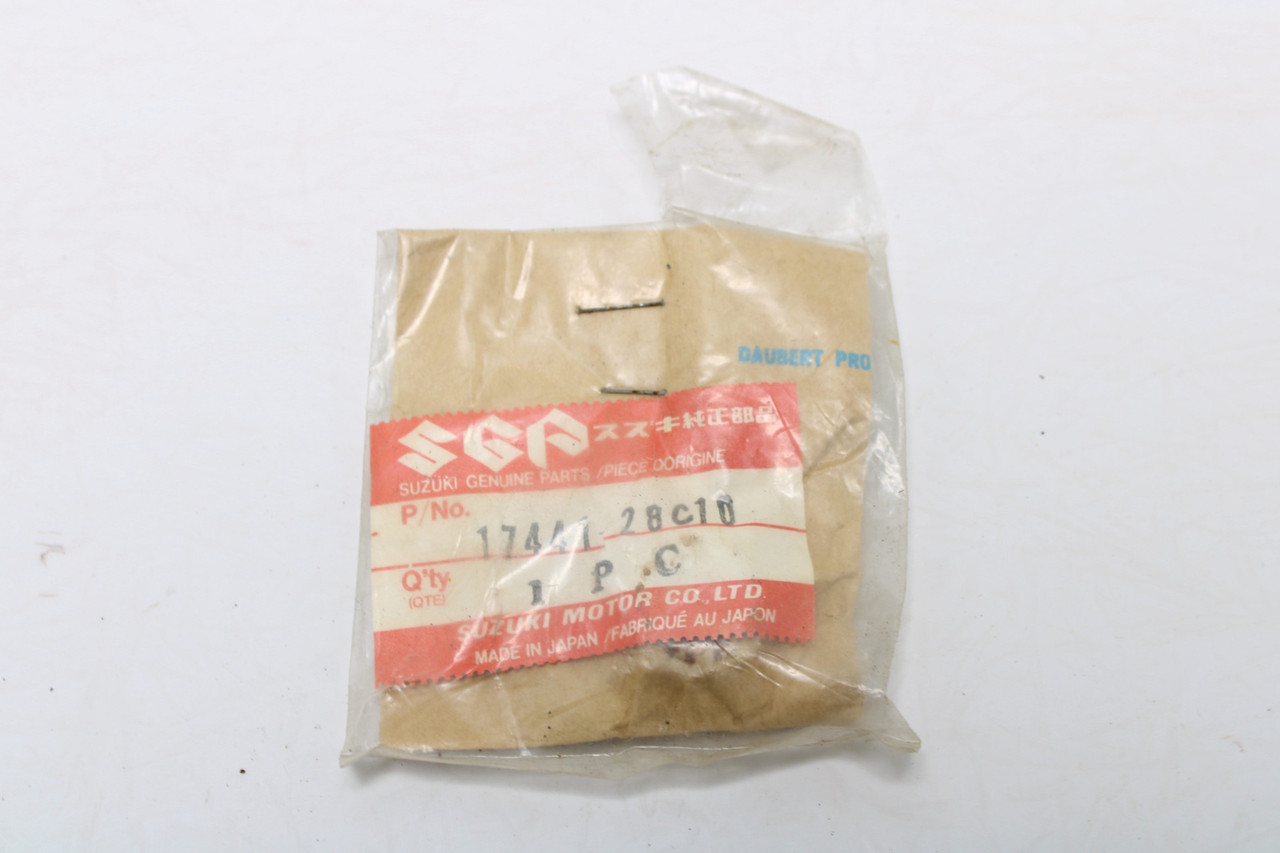 DAUBERT PRO
SGP スズキ純正部品
SUZUKI GENUINE PARTS/PIECE DORIGINE
P/No. 17441-28C10
Q'ty 1 P.C
(QTE)
SUZUKI MOTOR CO., LTD.
MADE IN JAPAN/FABRIQUÉ AU JAPON